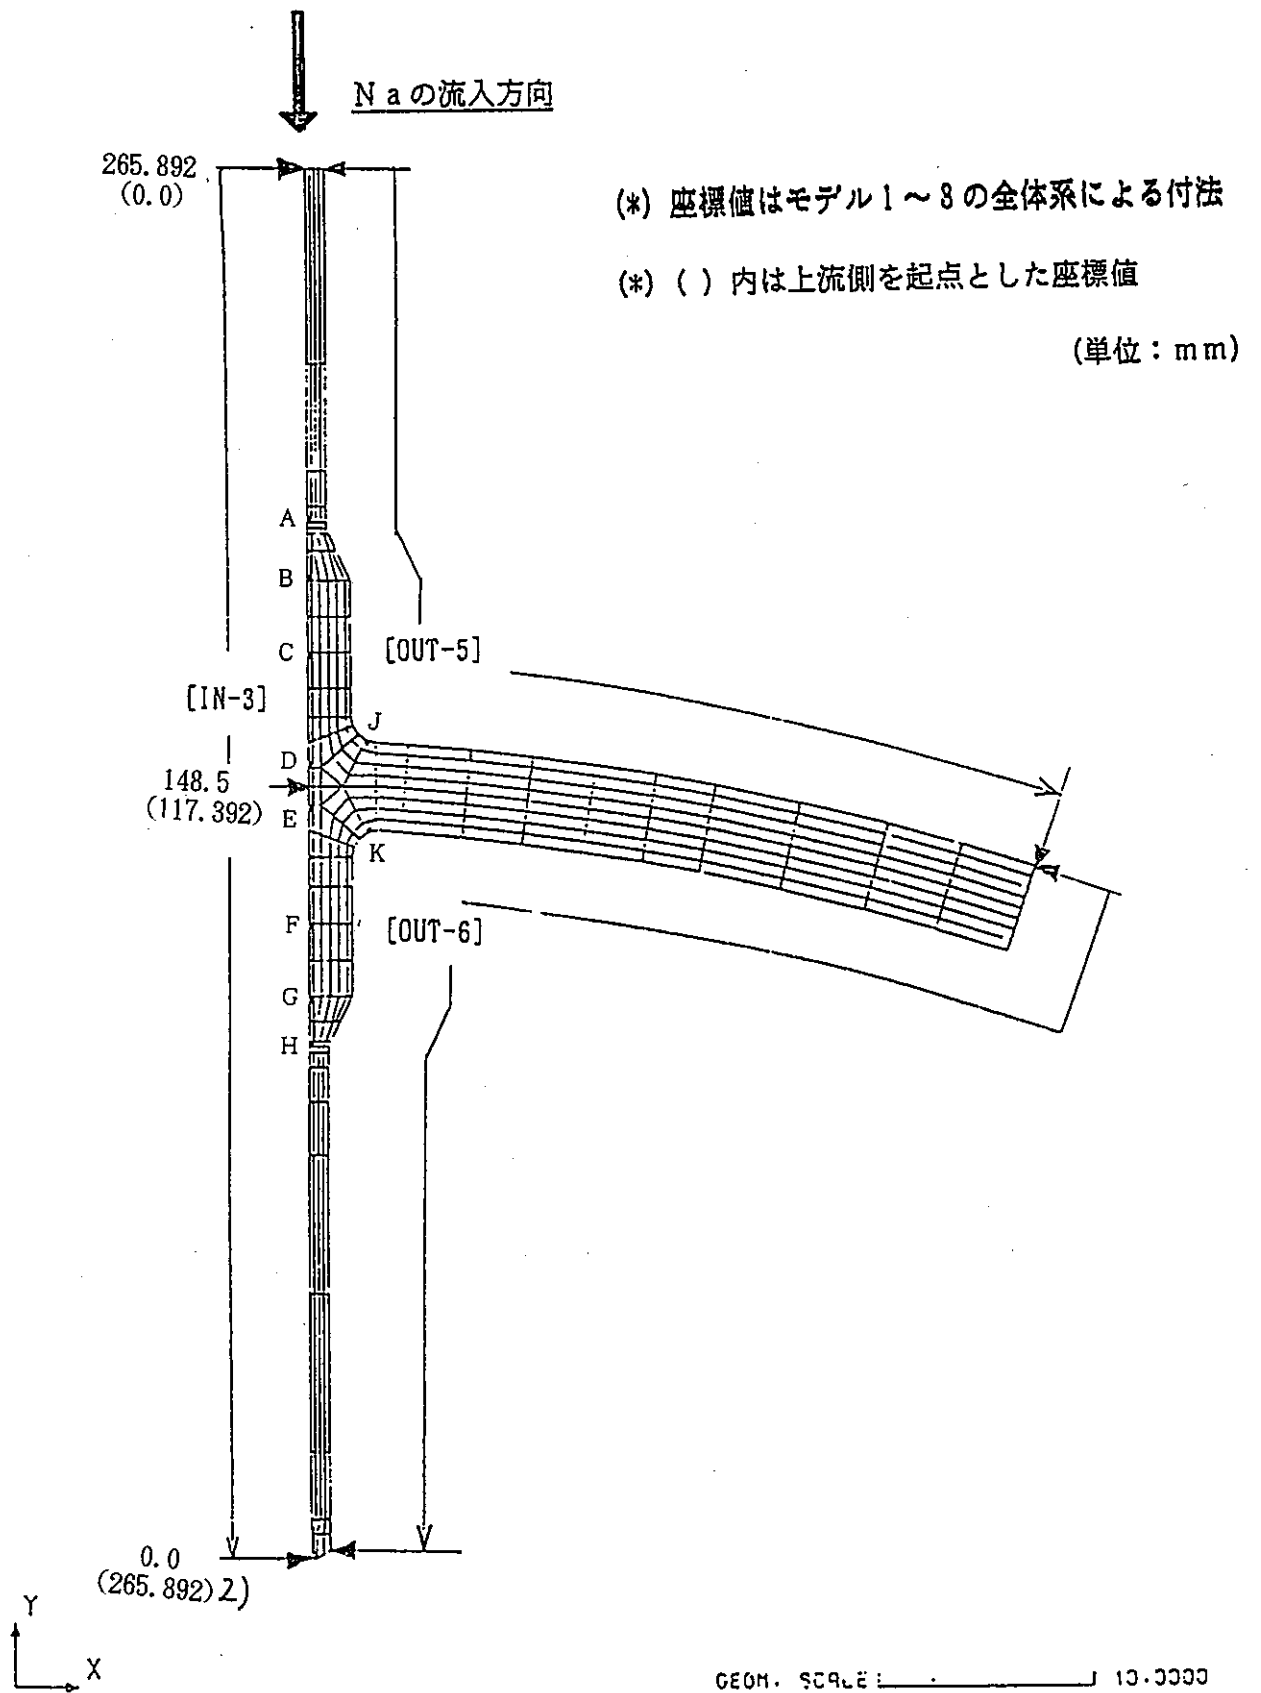 Naの流入方向
265.892
(0.0)
(*) 座標値はモデル1~3の全体系による付法
(*) ( ) 内は上流側を起点とした座標値
(単位:mm)
A
B
C
[OUT-5]
[IN-3]
J
D
148.5
(117.392)
E
K
F
[OUT-6]
G
H
0.0
(265.892)2)
Y
X
GEOM. SCALE